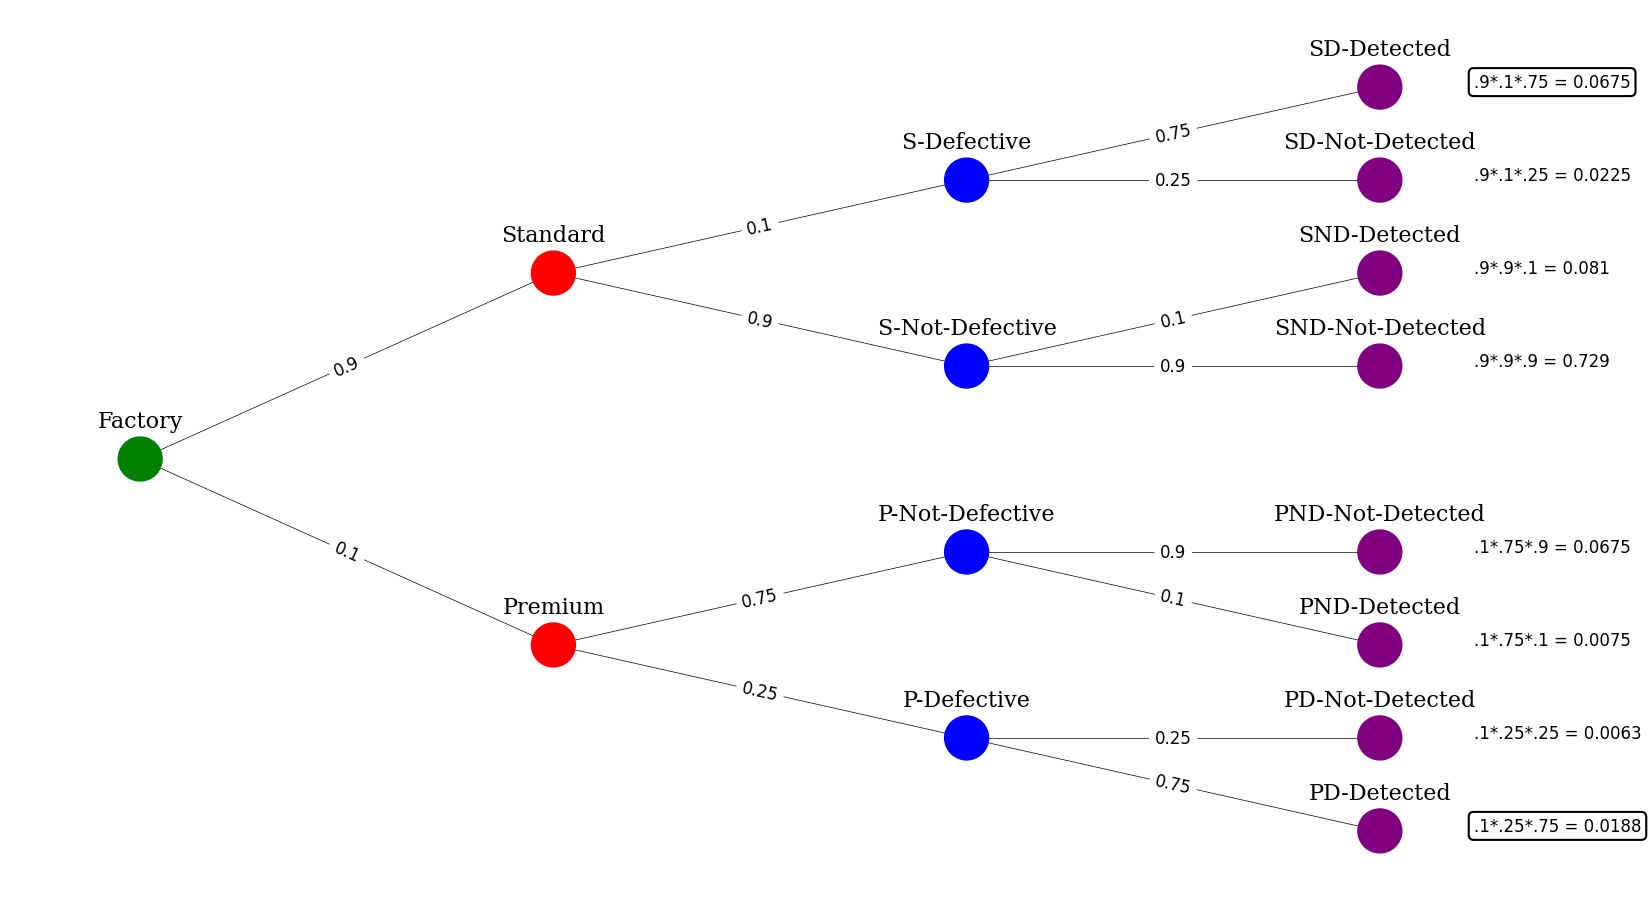 SD-Detected
.9*.1*.75 = 0.0675
0.75
S-Defective
SD-Not-Detected
.9*.1*.25 = 0.0225
0.25
0.1
Standard
SND-Detected
.9*.9*.1 = 0.081
0.9
0.1
S-Not-Defective
SND-Not-Detected
.9*.9*.9 = 0.729
0.9
0.9
Factory
P-Not-Defective
PND-Not-Detected
.1*.75*.9 = 0.0675
0.9
0.1
0.75
0.1
Premium
PND-Detected
.1*.75*.1 = 0.0075
0.25
P-Defective
PD-Not-Detected
.1*.25*.25 = 0.0063
0.25
0.75
PD-Detected
.1*.25*.75 = 0.0188